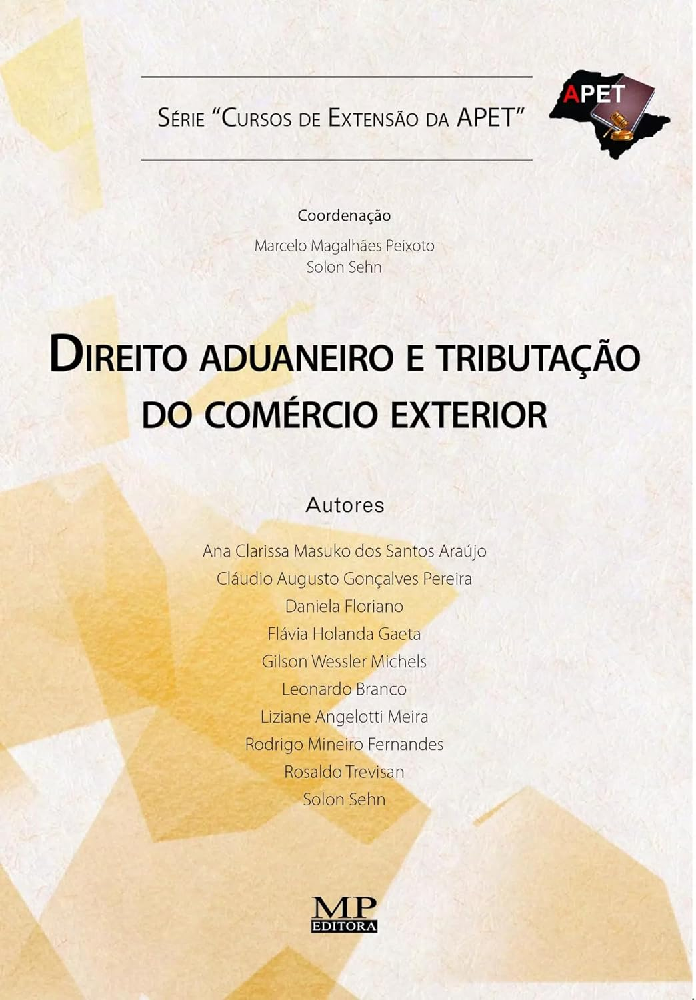 Série “Cursos de Extensão da APET”
APET
Coordenação
Marcelo Magalhães Peixoto
Solon Sehn
Direito aduaneiro e tributação
do comércio exterior
Autores
Ana Clarissa Masuko dos Santos Araújo
Cláudio Augusto Gonçalves Pereira
Daniela Floriano
Flávia Holanda Gaeta
Gilson Wessler Michels
Leonardo Branco
Liziane Angelotti Meira
Rodrigo Mineiro Fernandes
Rosaldo Trevisan
Solon Sehn
MP
EDITORA